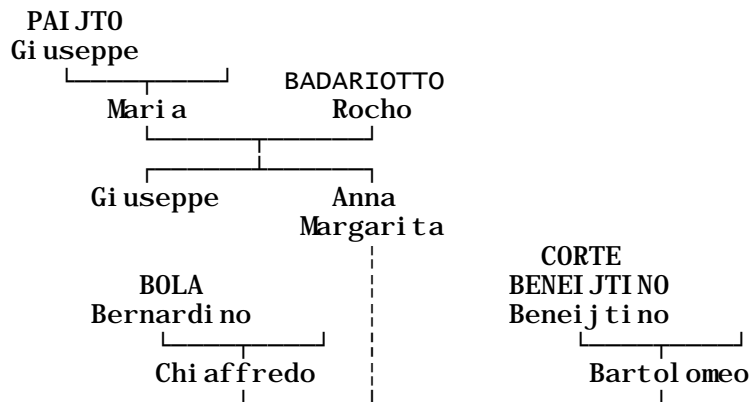 PAIJTO
Giuseppe
BADARIOTTO
Maria
Rocho
Giuseppe
Anna
Margarita
CORTE
BOLA
BENEIJTINO
Bernardino
Beneijtino
Chiaffredo
Bartolomeo